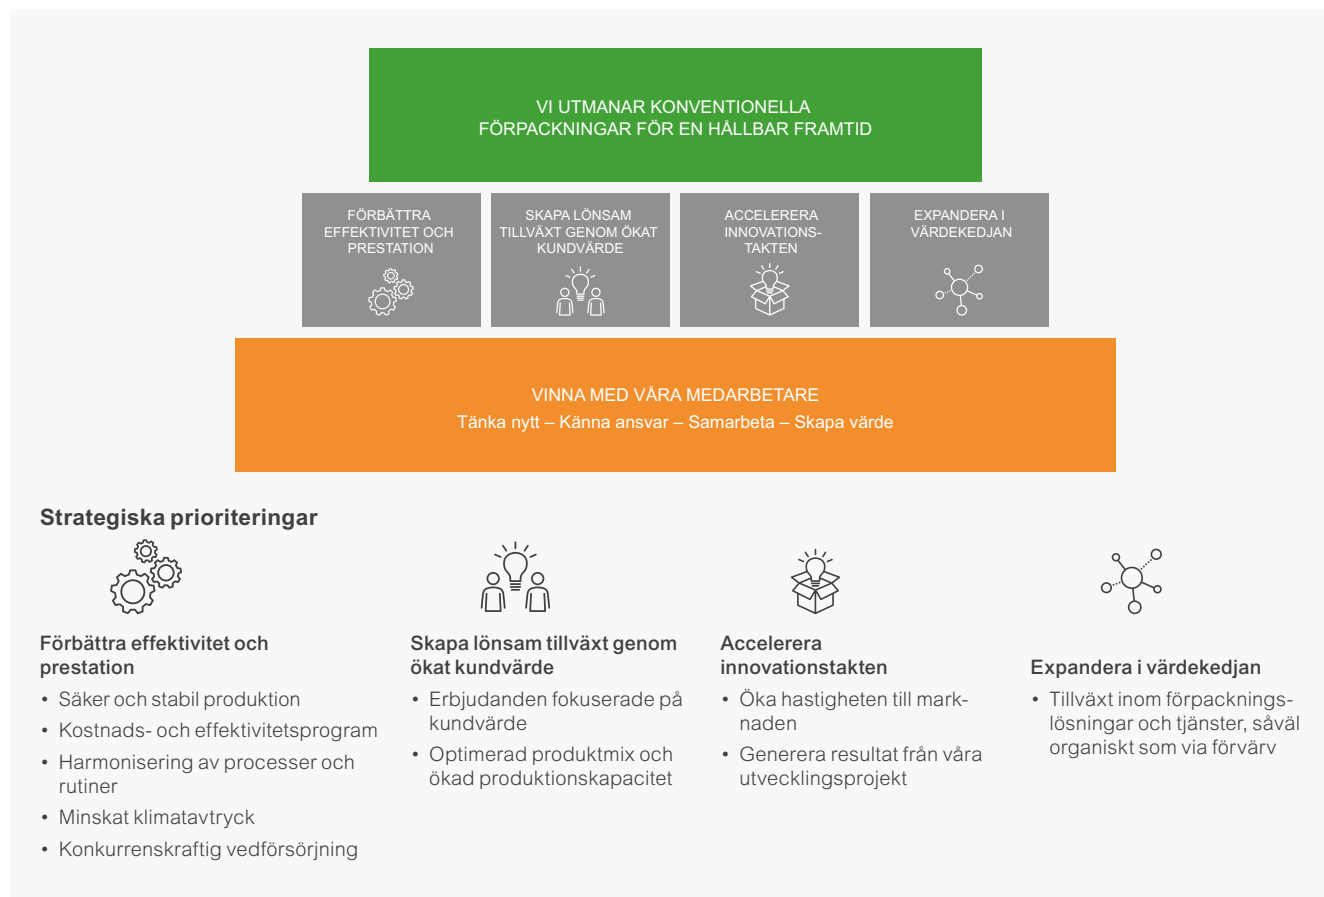 VI UTMANAR KONVENTIONELLA
FÖRPACKNINGAR FÖR EN HÅLLBAR FRAMTID
FÖRBÄTTRA
EFFEKTIVITET OCH
PRESTATION
SKAPA LÖNSAM
TILLVÄXT GENOM ÖKAT
KUNDVÄRDE
ACCELERERA
INNOVATIONS-
TAKTEN
EXPANDERA I
VÄRDEKEDJAN
VINNA MED VÅRA MEDARBETARE
Tänka nytt – Känna ansvar – Samarbeta – Skapa värde
Strategiska prioriteringar
Förbättra effektivitet och
prestation
• Säker och stabil produktion
• Kostnads- och effektivitetsprogram
• Harmonisering av processer och
rutiner
• Minskat klimatavtryck
• Konkurrenskraftig vedförsörjning
Skapa lönsam tillväxt genom
ökat kundvärde
• Erbjudanden fokuserade på
kundvärde
• Optimerad produktmix och
ökad produktionskapacitet
Accelerera
innovationstakten
• Öka hastigheten till mark-
naden
• Generera resultat från våra
utvecklingsprojekt
Expandera i värdekedjan
• Tillväxt inom förpacknings-
lösningar och tjänster, såväl
organiskt som via förvärv